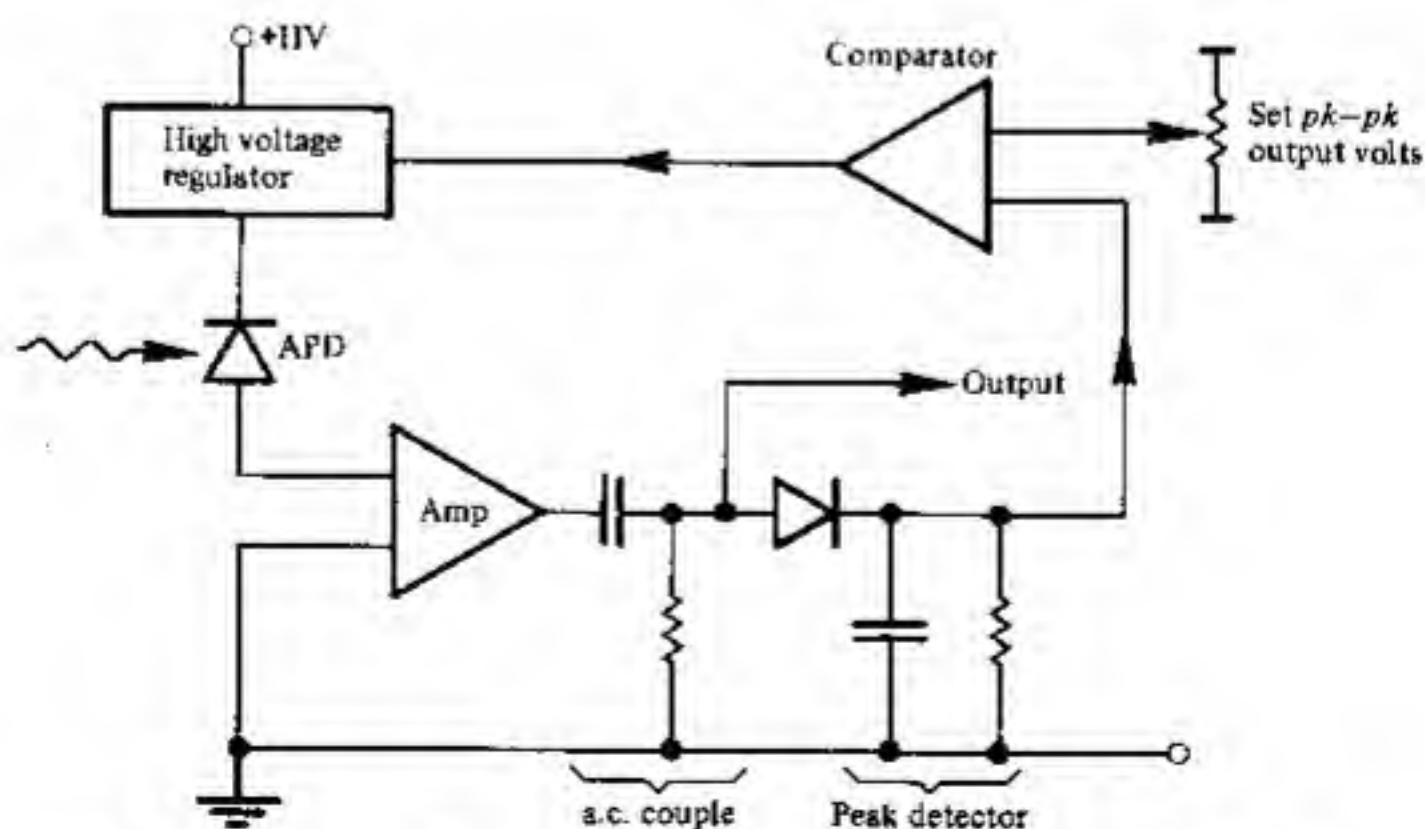 +HV
High voltage
regulator
Comparator
Set pk–pk
output volts
APD
Output
Amp
a.c. couple
Peak detector